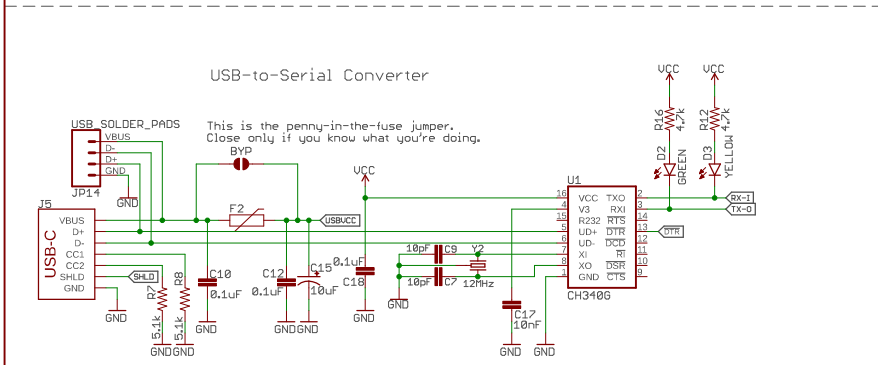 USB-to-Serial Converter
VCC
VCC
R16
4.7k
R12
4.7k
USB_SOLDER_PADS
VBUS
D-
D+
GND
JP14
GND
This is the penny-in-the-fuse jumper.
Close only if you know what you're doing.
BYP
D2
GREEN
D3
YELLOW
VCC
J5
USB-C
VBUS
D+
D-
CC1
CC2
SHLD
GND
F2
USBVCC
SHLD
GND
R7
5.1k
R8
5.1k
GND
GND
C10
0.1uF
GND
C12
0.1uF
GND
C15
10uF
GND
0.1uF
C18
GND
10pF
C9
Y2
10pF
C7
12MHz
GND
U1
16 VCC TXO 2
4 V3 RXI 3
15 R232 RTS 14
5 UD+ DTR 13
6 UD- DCD 12
7 XI RI 11
8 XO DSR 10
1 GND CTS 9
CH340G
RX-I
TX-O
DTR
C17
10nF
GND
GND